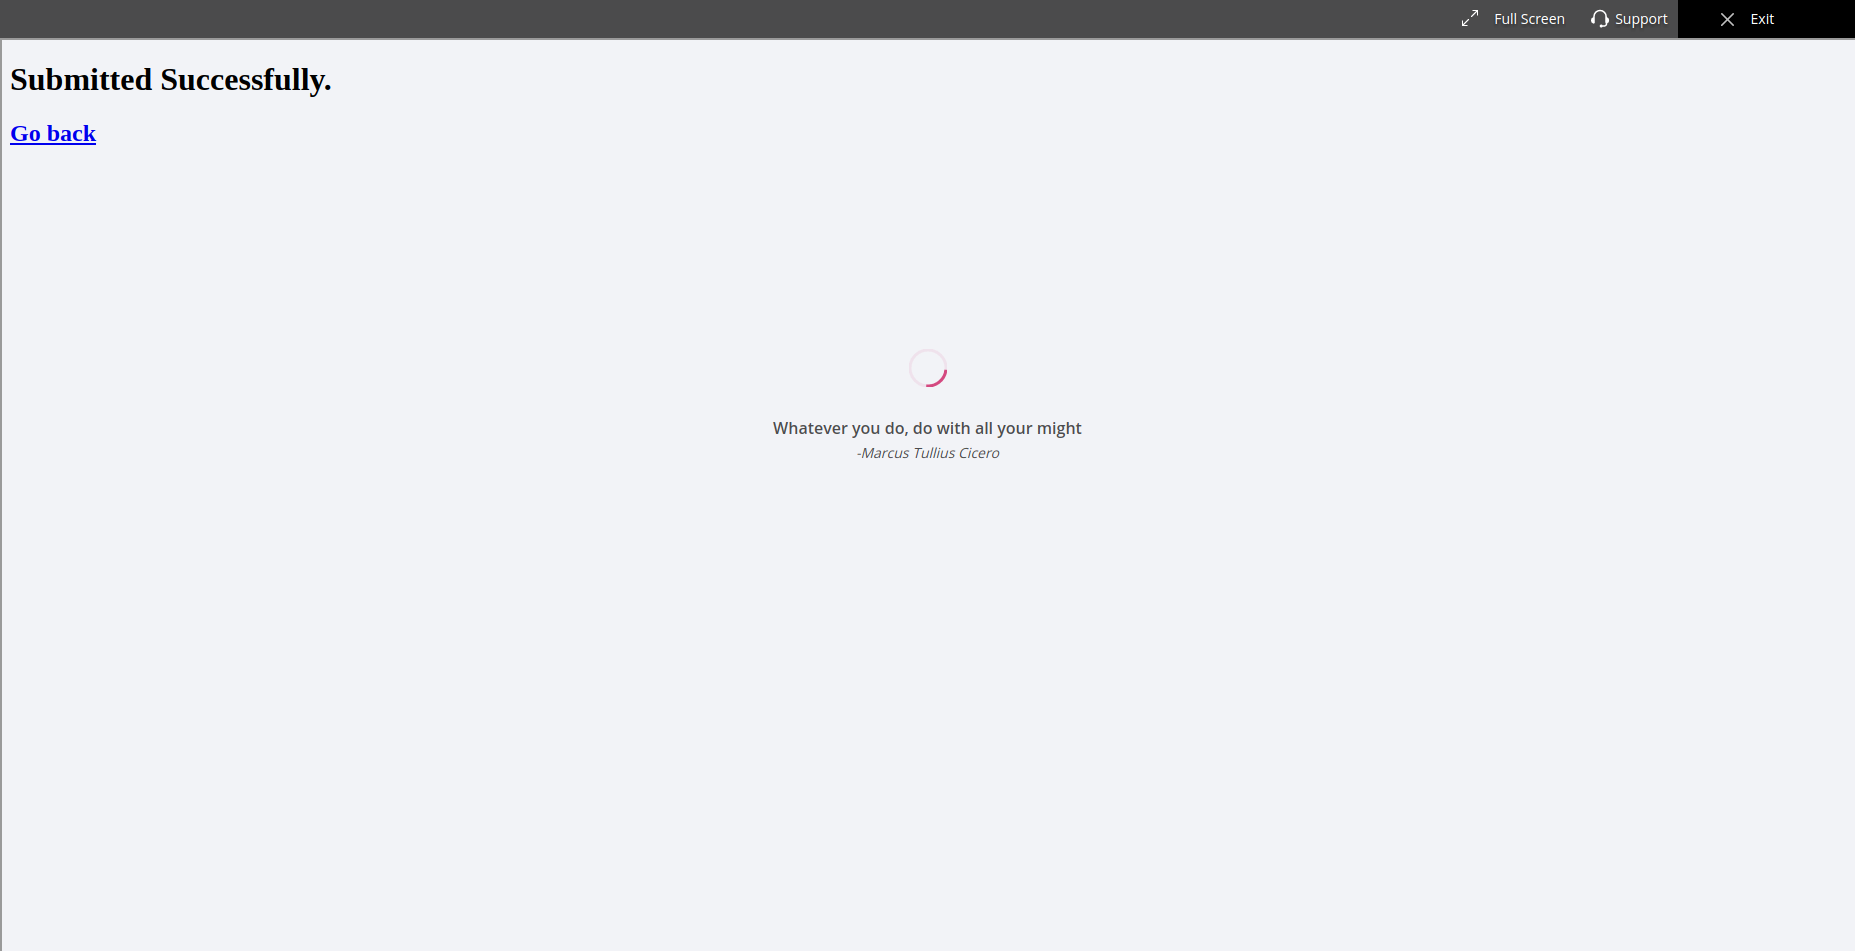 Full Screen
Support
Exit
Submitted Successfully.
Go back
Whatever you do, do with all your might
-Marcus Tullius Cicero